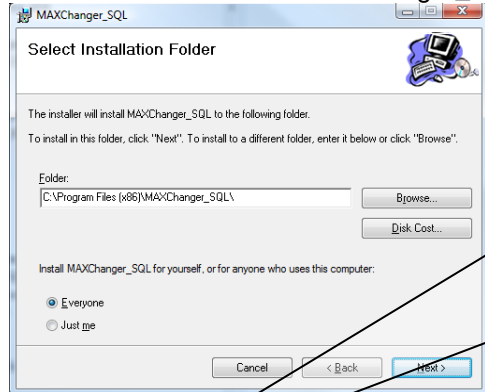 MAXChanger_SQL
Select Installation Folder
The installer will install MAXChanger_SQL to the following folder.
To install in this folder, click "Next". To install to a different folder, enter it below or click "Browse".
Folder:
C:\Program Files (x86)\MAXChanger_SQL\
Browse...
Disk Cost...
Install MAXChanger_SQL for yourself, or for anyone who uses this computer:
Everyone
Just me
Cancel < Back Next >